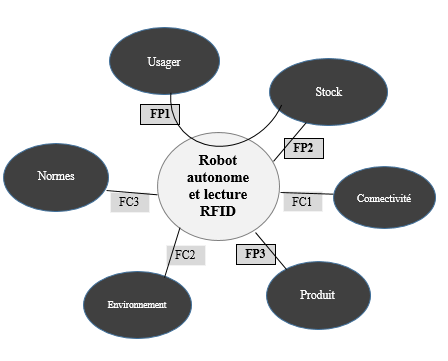 Usager
Stock
FP1
FP2
Robot
autonome
et lecture
RFID
Normes
Connectivité
FC3
FC1
FC2
FP3
Environnement
Produit